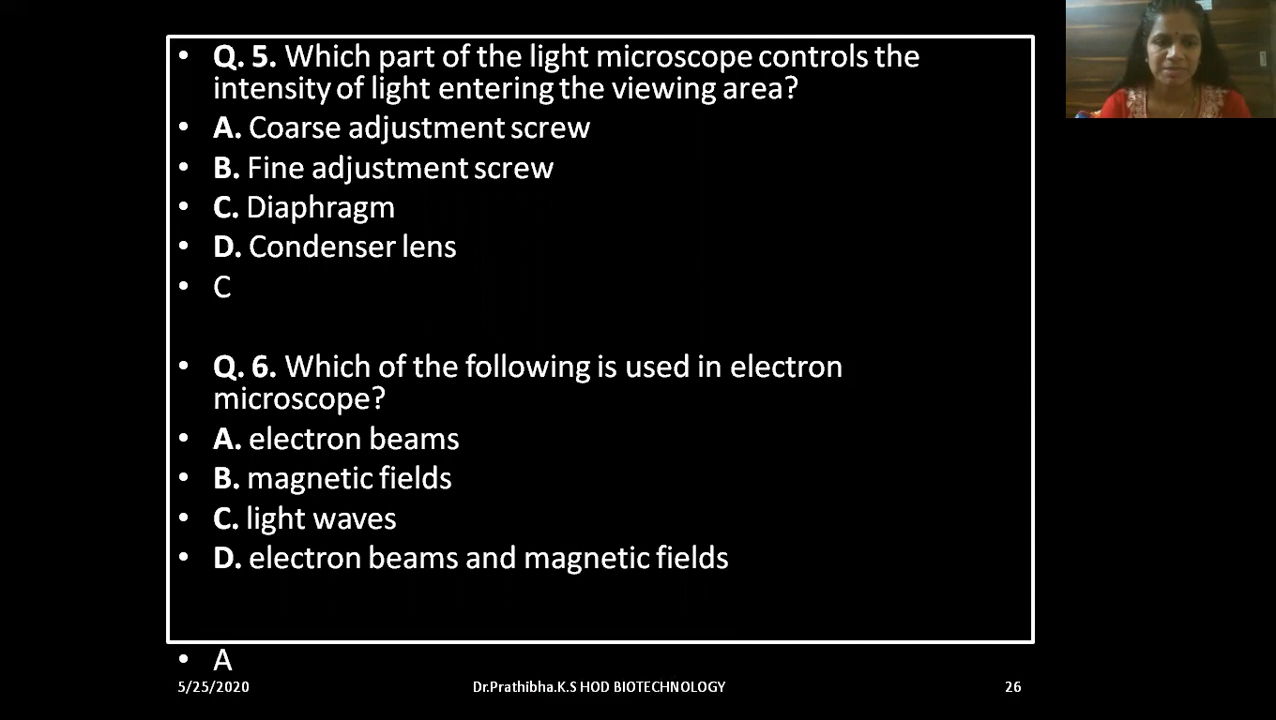 • Q. 5. Which part of the light microscope controls the
intensity of light entering the viewing area?
• A. Coarse adjustment screw
• B. Fine adjustment screw
• C. Diaphragm
• D. Condenser lens
• C
• Q. 6. Which of the following is used in electron
microscope?
• A. electron beams
• B. magnetic fields
• C. light waves
• D. electron beams and magnetic fields
• A
5/25/2020 Dr.Prathibha.K.S HOD BIOTECHNOLOGY 26